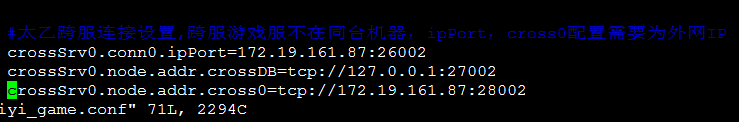 #太乙跨服连接设置,跨服游戏服不在同台机器，ipPort，cross0配置需要为外网IP
crossSrv0.conn0.ipPort=172.19.161.87:26002
crossSrv0.node.addr.crossDB=tcp://127.0.0.1:27002
crossSrv0.node.addr.cross0=tcp://172.19.161.87:28002
iyi_game.conf" 71L, 2294C